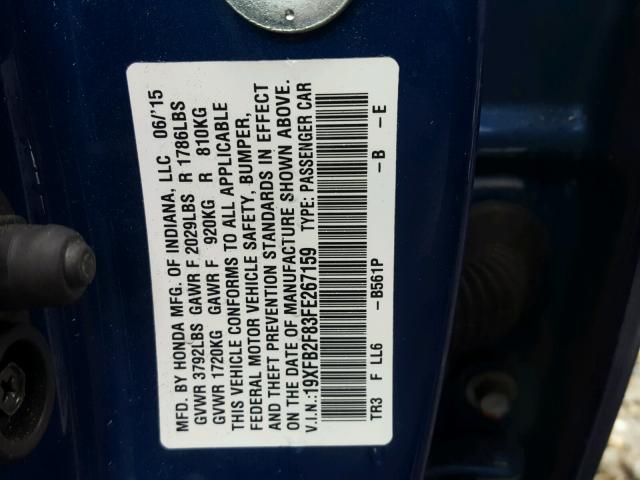 MFD. BY HONDA MFG. OF INDIANA, LLC 06/'15
GVWR 3792LBS GAWR F 2029LBS R 1786LBS
GVWR 1720KG GAWR F 920KG R 810KG
THIS VEHICLE CONFORMS TO ALL APPLICABLE
FEDERAL MOTOR VEHICLE SAFETY, BUMPER,
AND THEFT PREVENTION STANDARDS IN EFFECT
ON THE DATE OF MANUFACTURE SHOWN ABOVE.
V.I.N.:19XFB2F83FE267159 TYPE: PASSENGER CAR
TR3 F LL6 -B561P -B -E